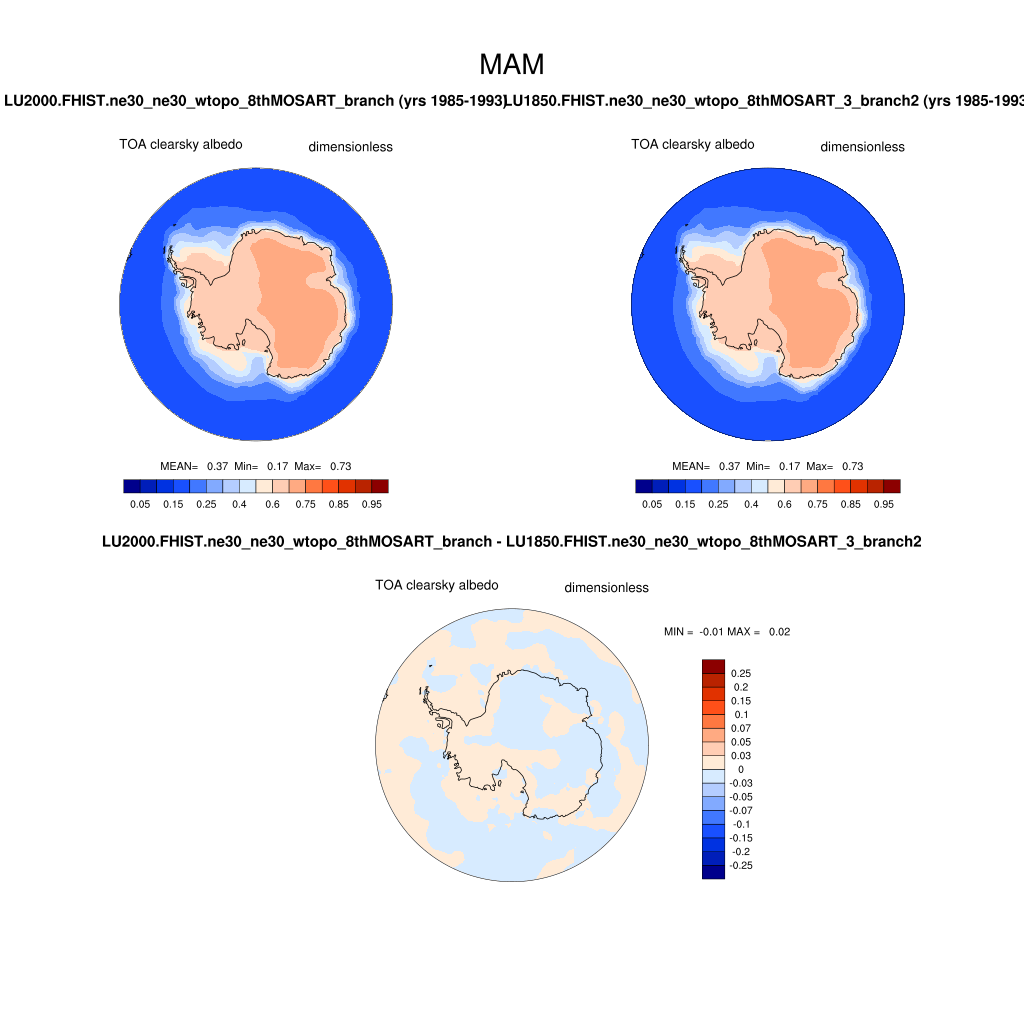 MAM
LU2000.FHIST.ne30_ne30_wtopo_8thMOSART_branch (yrs 1985-1993)
LU1850.FHIST.ne30_ne30_wtopo_8thMOSART_3_branch2 (yrs 1985-1993
TOA clearsky albedo dimensionless
TOA clearsky albedo dimensionless
MEAN= 0.37 Min= 0.17 Max= 0.73
MEAN= 0.37 Min= 0.17 Max= 0.73
0.05 0.15 0.25 0.4 0.6 0.75 0.85 0.95
0.05 0.15 0.25 0.4 0.6 0.75 0.85 0.95
LU2000.FHIST.ne30_ne30_wtopo_8thMOSART_branch - LU1850.FHIST.ne30_ne30_wtopo_8thMOSART_3_branch2
TOA clearsky albedo dimensionless
MIN = -0.01 MAX = 0.02
0.25
0.2
0.15
0.1
0.07
0.05
0.03
0
-0.03
-0.05
-0.07
-0.1
-0.15
-0.2
-0.25